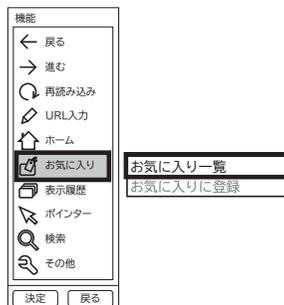 機能
戻る
進む
再読み込み
URL入力
ホーム
お気に入り
お気に入り一覧
お気に入りに登録
表示履歴
ポインター
検索
その他
決定 戻る